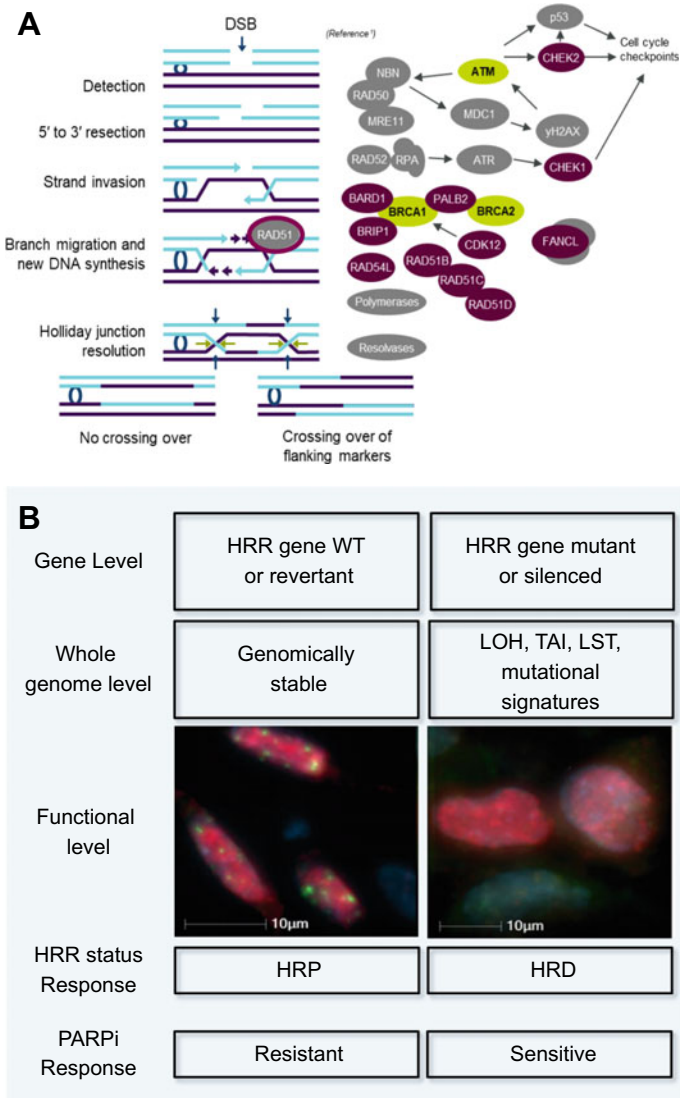 A
DSB
(Reference¹)
Detection
5′ to 3′ resection
Strand invasion
Branch migration and
new DNA synthesis
RAD51
Holliday junction
resolution
No crossing over
Crossing over of
flanking markers
p53
CHEK2
Cell cycle
checkpoints
ATM
NBN
RAD50
MRE11
MDC1
yH2AX
RAD52
RPA
ATR
CHEK1
BARD1
BRCA1
PALB2
BRCA2
BRIP1
CDK12
FANCL
RAD54L
RAD51B
RAD51C
RAD51D
Polymerases
Resolvases
B
Gene Level
HRR gene WT
or revertant
HRR gene mutant
or silenced
Whole
genome level
Genomically
stable
LOH, TAI, LST,
mutational
signatures
Functional
level
10μm
10μm
HRR status
Response
HRP
HRD
PARPi
Response
Resistant
Sensitive